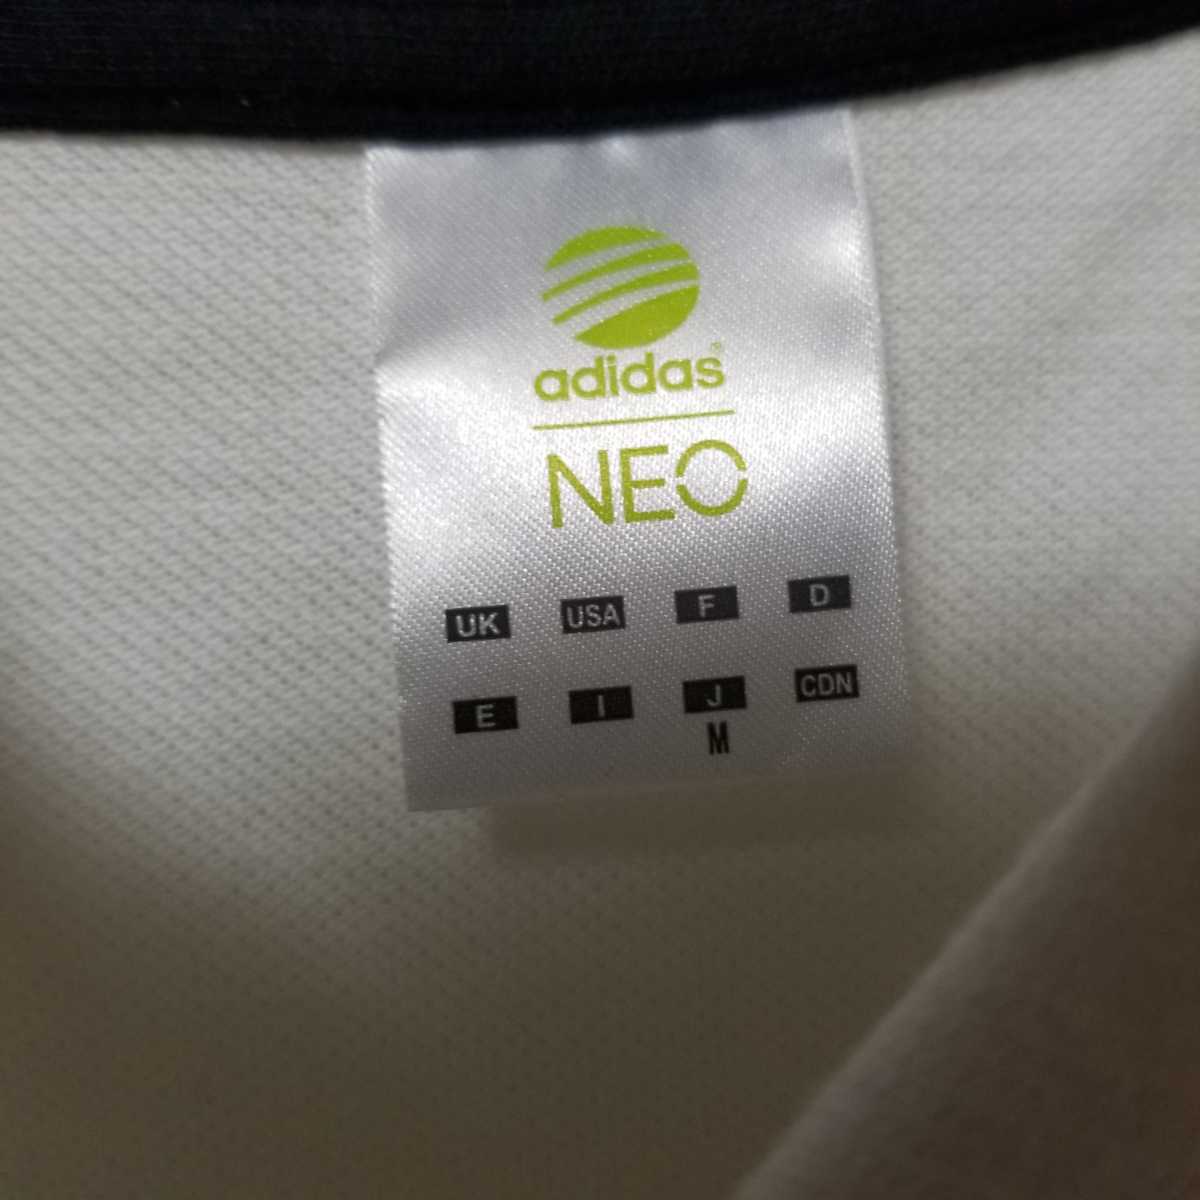 adidas®
NEO
UK USA F D
E I J CDN
M